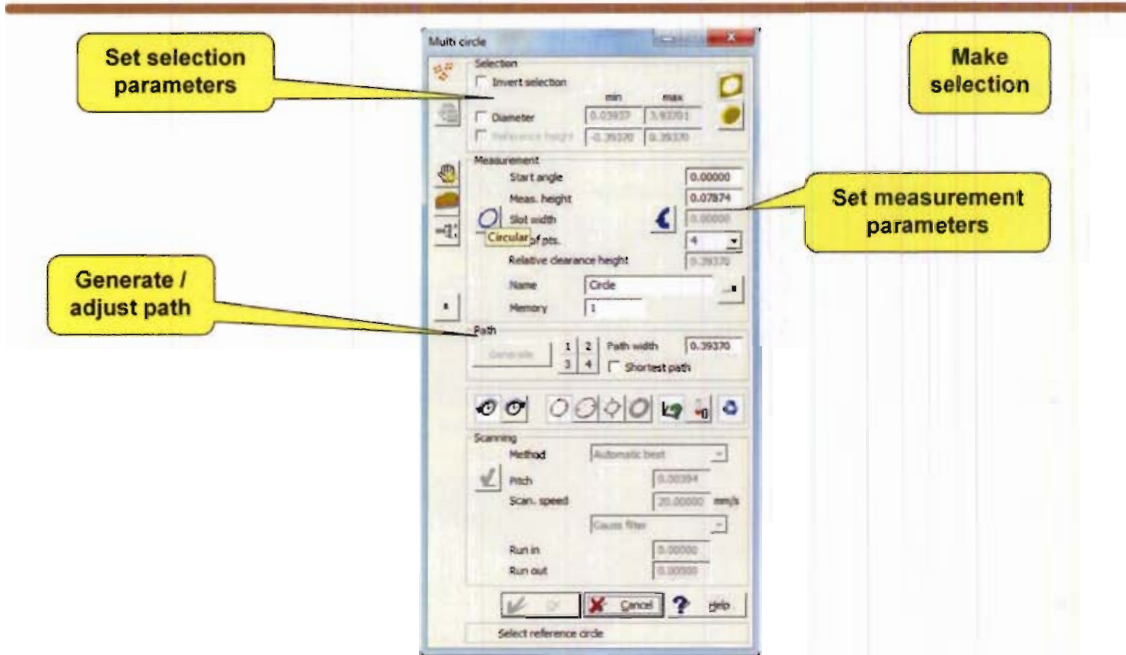 Set selection
parameters
Make
selection
Set measurement
parameters
Generate /
adjust path
Multi circle
Selection
Invert selection
min max
Diameter 0.03937 3.93701
Reference height -0.39370 0.39370
Measurement
Start angle 0.00000
Meas. height 0.07874
Slot width 0.00000
Circular of pts. 4
Relative clearance height 0.39370
Name Circle
Memory 1
Path
Generate 1 2 Path width 0.39370
3 4 Shortest path
Scanning
Method Automatic best
Pitch 0.00394
Scan. speed 20.00000 mm/s
Gauss filter
Run in 0.00000
Run out 0.00000
Cancel ? Help
Select reference circle